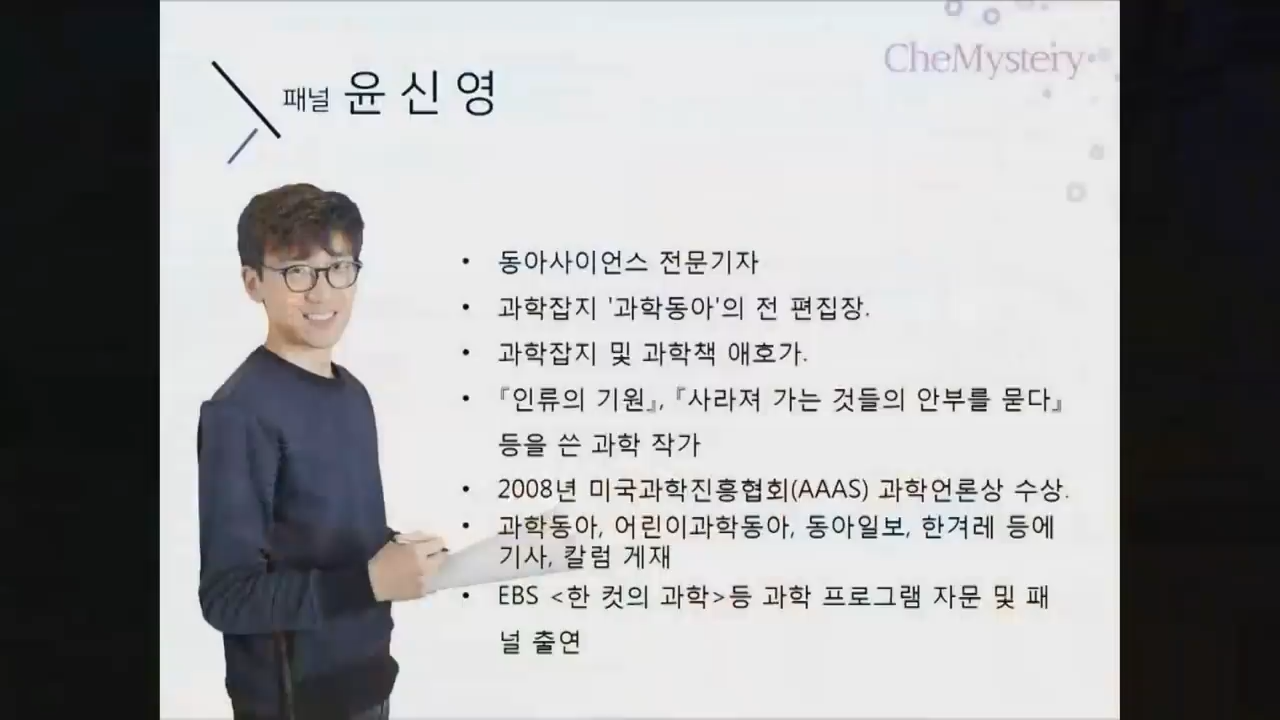 CheMystery
패널 윤 신 영
• 동아사이언스 전문기자
• 과학잡지 '과학동아'의 전 편집장.
• 과학잡지 및 과학책 애호가.
• 『인류의 기원』, 『사라져 가는 것들의 안부를 묻다』
등을 쓴 과학 작가
• 2008년 미국과학진흥협회(AAAS) 과학언론상 수상.
• 과학동아, 어린이과학동아, 동아일보, 한겨레 등에
기사, 칼럼 게재
• EBS <한 컷의 과학>등 과학 프로그램 자문 및 패
널 출연